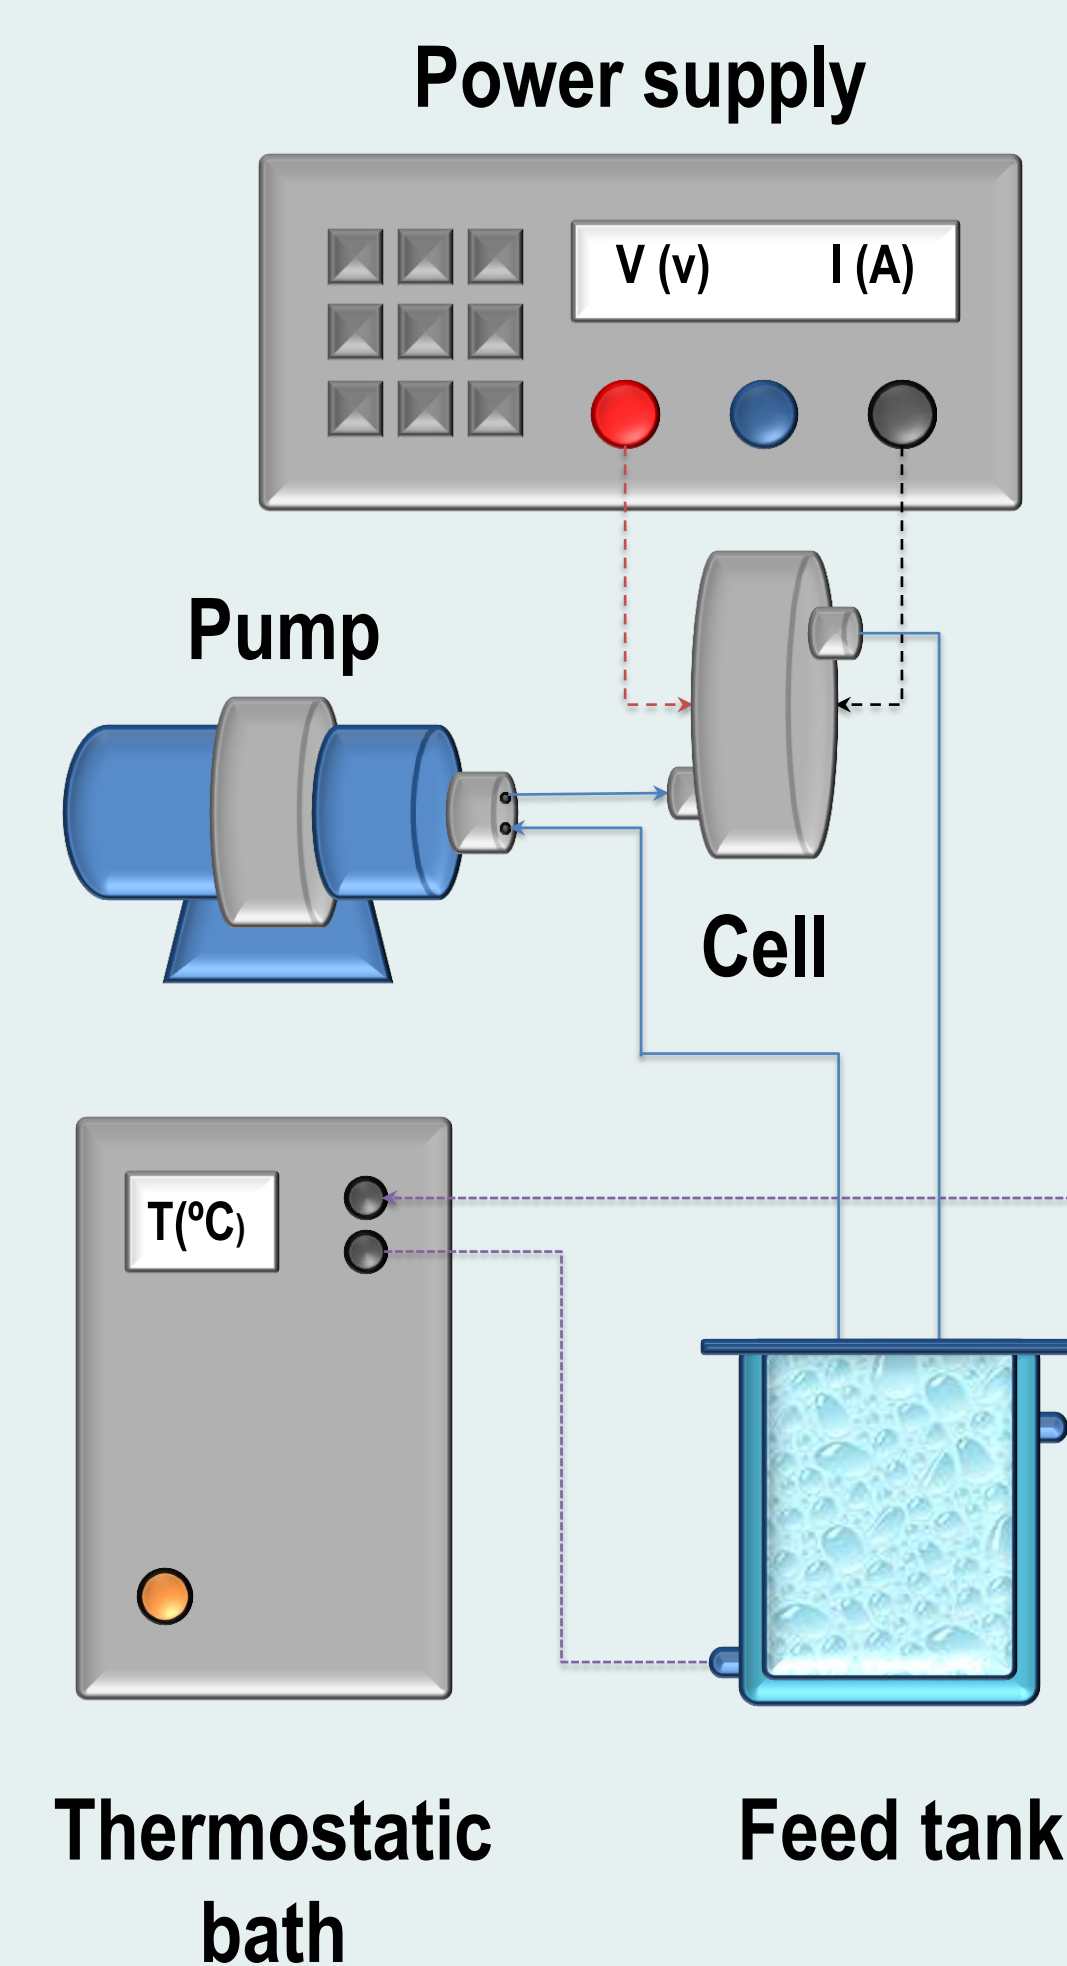 Power supply
V (v) I (A)
Pump
Cell
T(ºC)
Thermostatic
bath
Feed tank